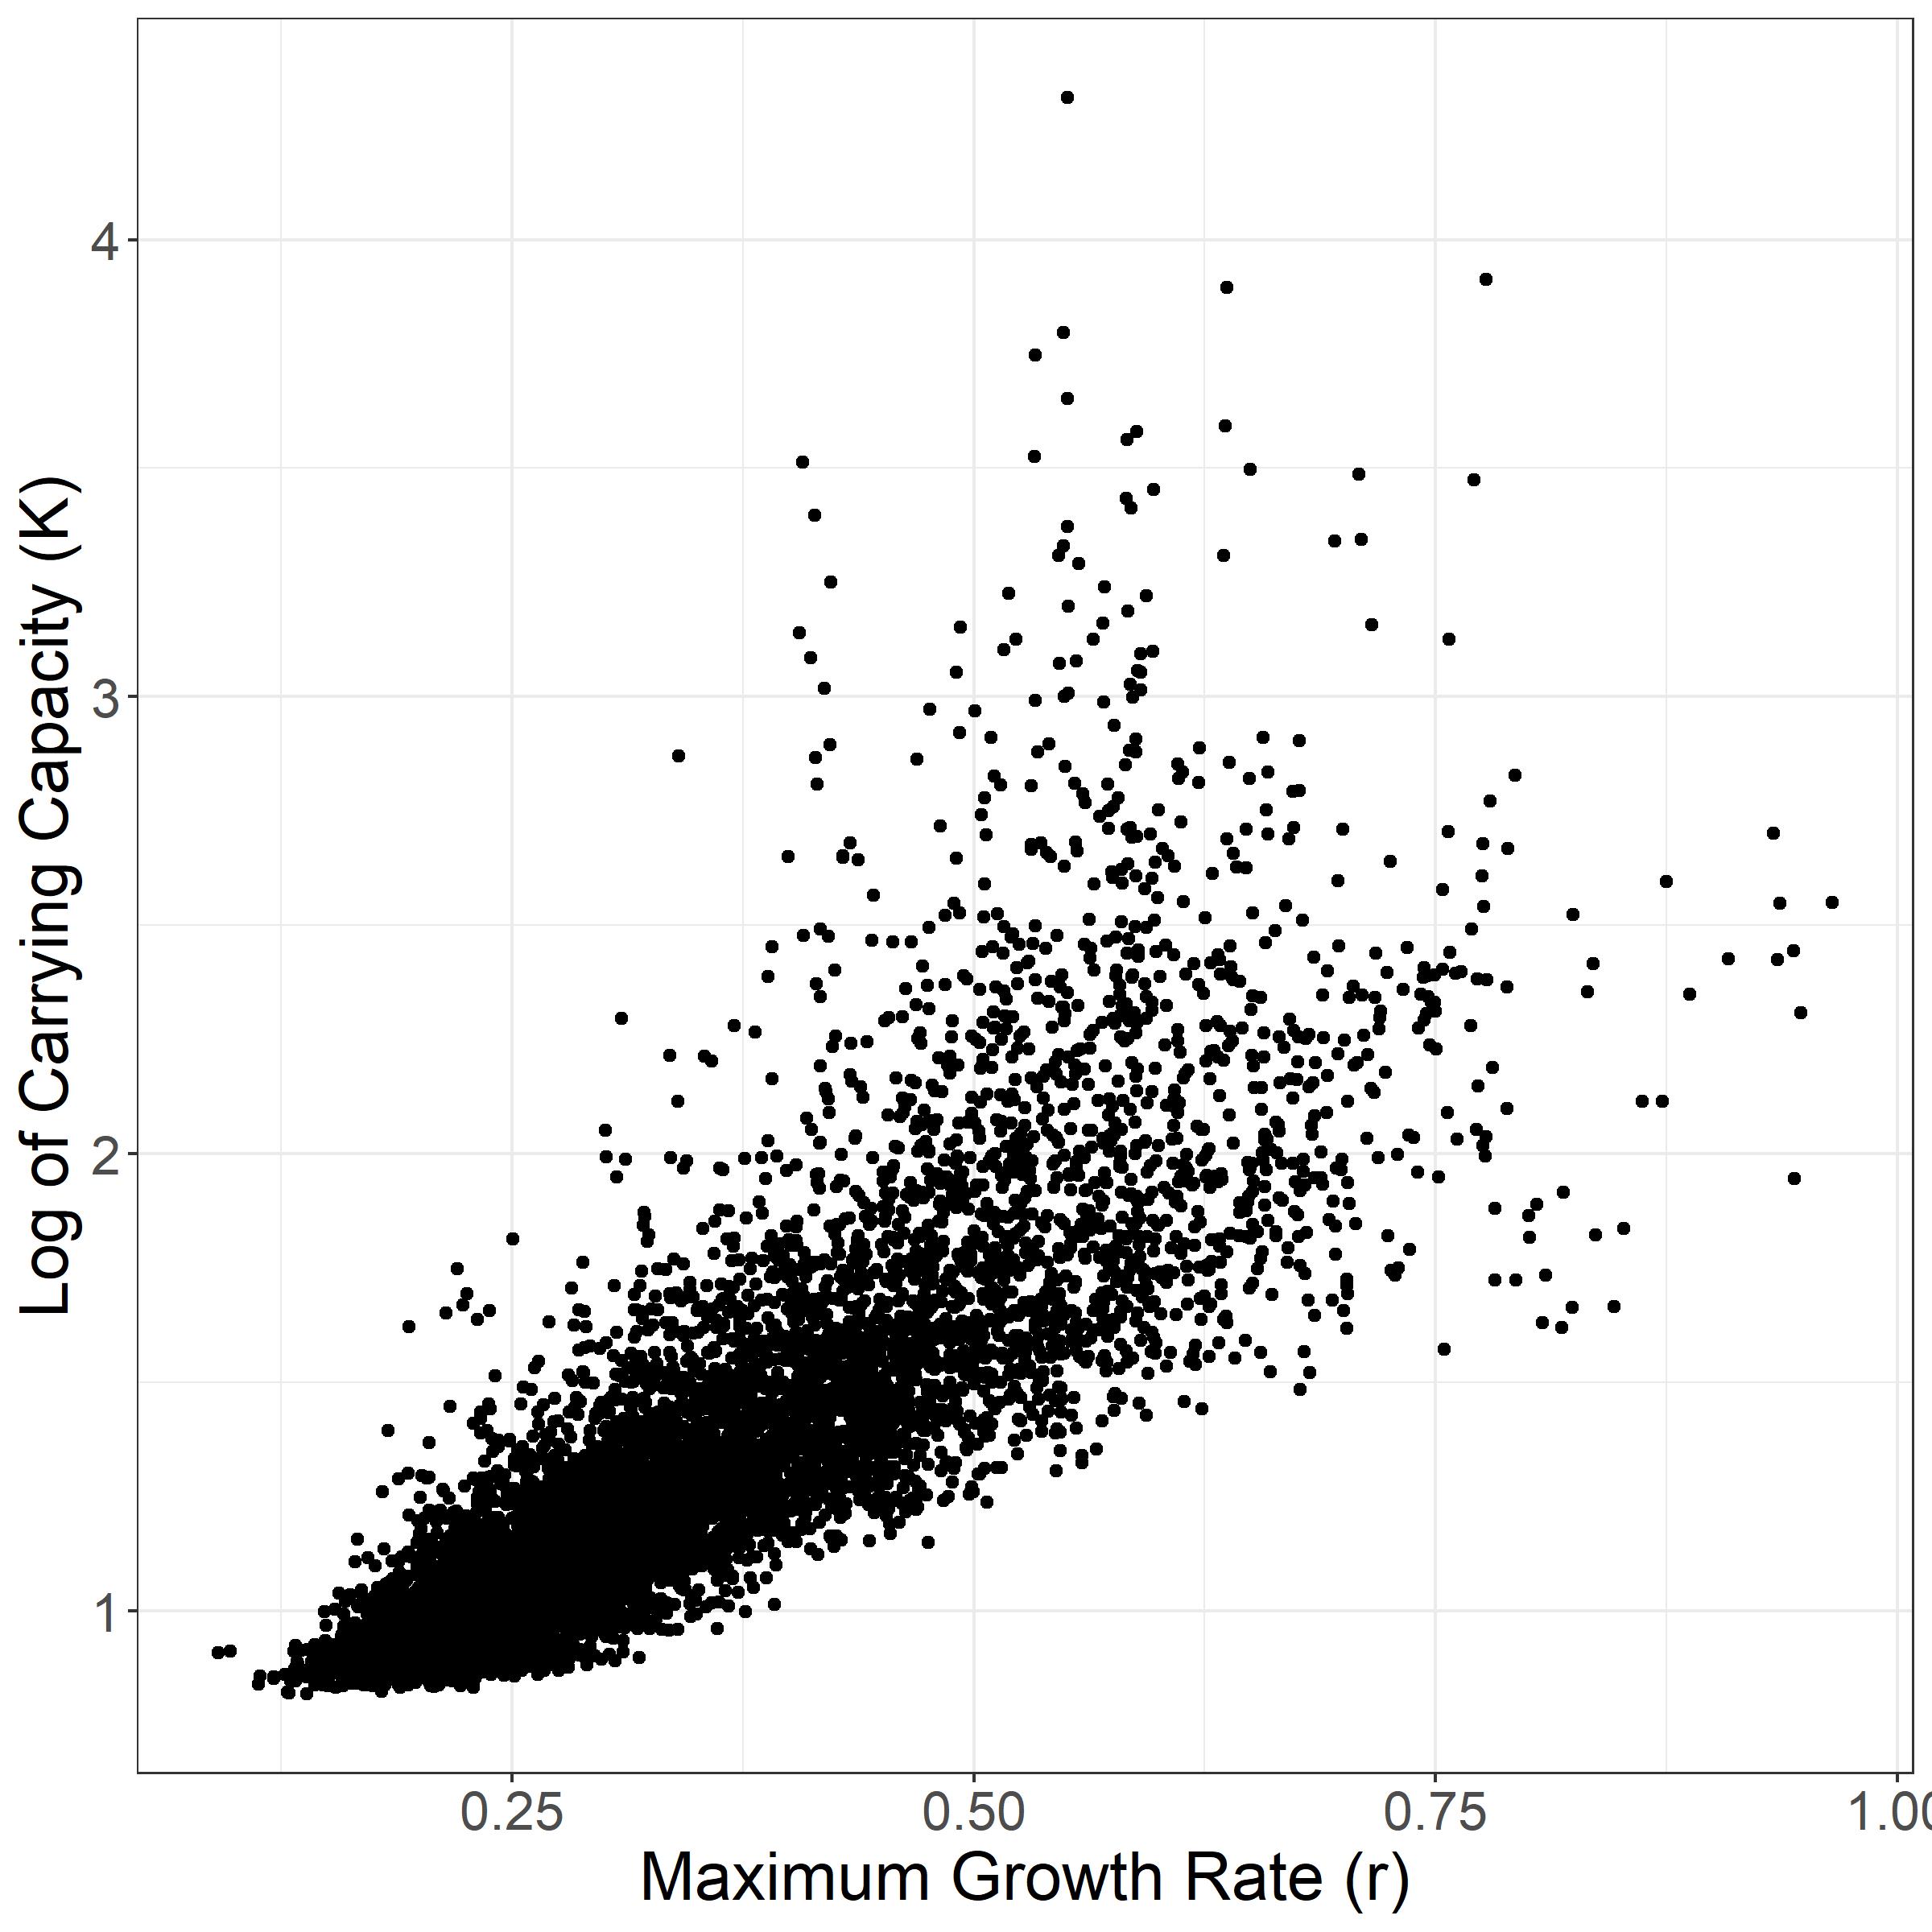 Log of Carrying Capacity (K)
4
3
2
1
0.25 0.50 0.75 1.00
Maximum Growth Rate (r)